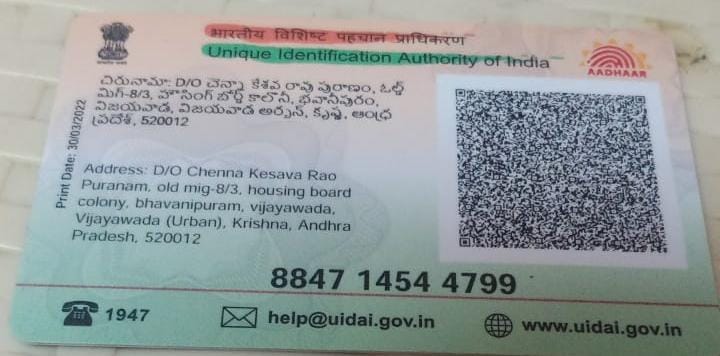 भारतीय विशिष्ट पहचान प्राधिकरण
Unique Identification Authority of India
AADHAAR
చిరునామా: D/O చెన్నా కేశవ రావు పురాణం, ఓల్డ్
మిగ్-8/3, హౌసింగ్ బోర్డ్ కాలొనీ, భవానీపురం,
విజయవాడ, విజయవాడ అర్బన్, కృష్ణ, ఆంధ్ర
ప్రదేశ్, 520012
Print Date: 30/03/2022
Address: D/O Chenna Kesava Rao
Puranam, old mig-8/3, housing board
colony, bhavanipuram, vijayawada,
Vijayawada (Urban), Krishna, Andhra
Pradesh, 520012
8847 1454 4799
1947
help@uidai.gov.in
www.uidai.gov.in